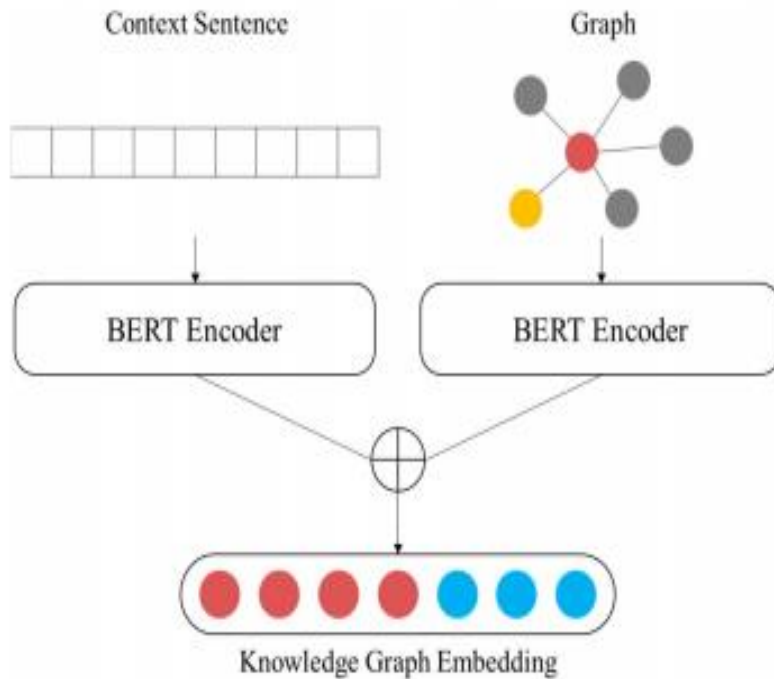 Context Sentence
Graph
BERT Encoder
BERT Encoder
Knowledge Graph Embedding